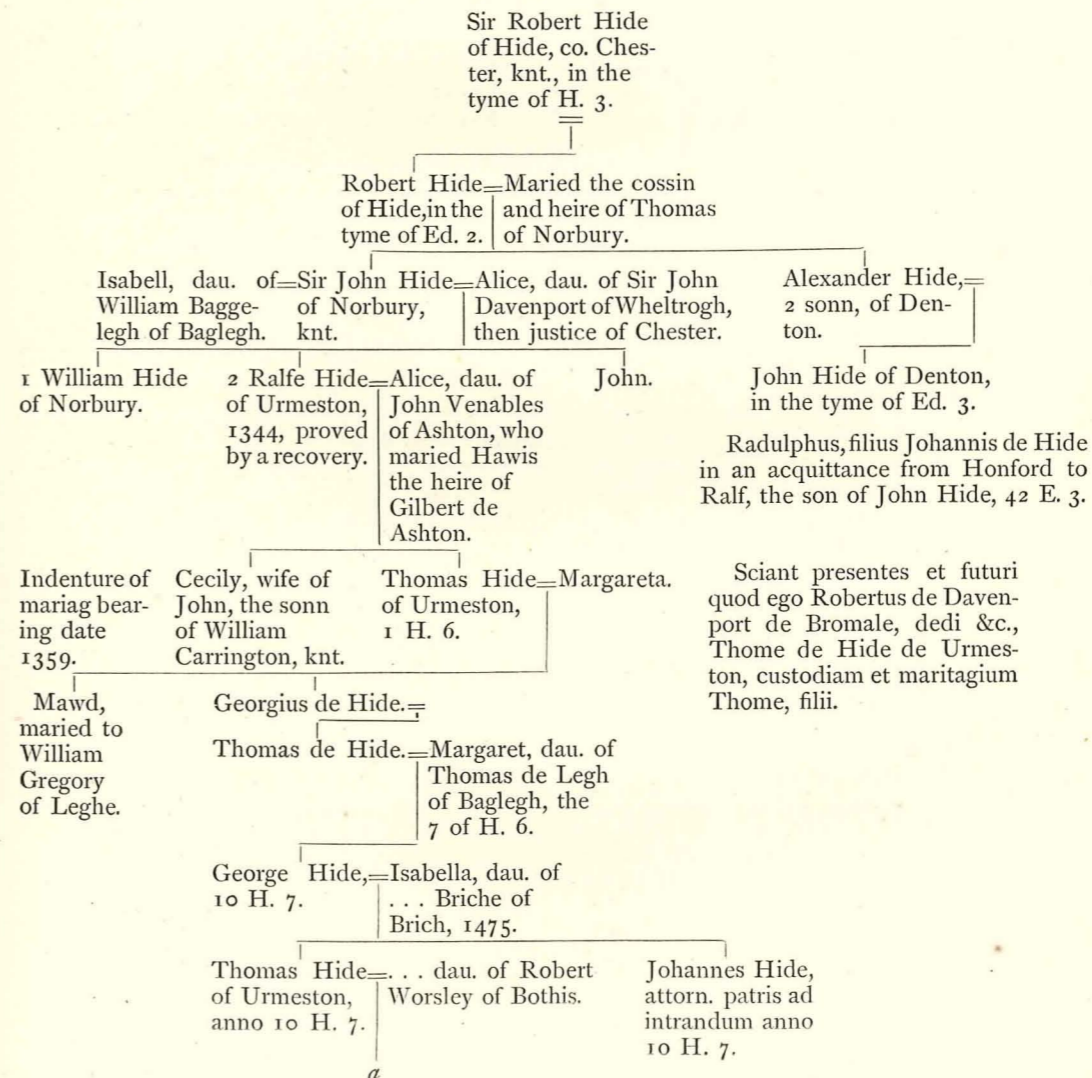 Sir Robert Hide
of Hide, co. Ches-
ter, knt., in the
tyme of H. 3.
Robert Hide=Maried the cossin
of Hide, in the and heire of Thomas
tyme of Ed. 2. of Norbury.
Isabell, dau. of=Sir John Hide=Alice, dau. of Sir John
William Bagge- of Norbury, Davenport of Wheltrogh,
legh of Baglegh. knt. then justice of Chester.
Alexander Hide,=
2 sonn, of Den-
ton.
1 William Hide
of Norbury.
2 Ralfe Hide=Alice, dau. of
of Urmeston, John Venables
1344, proved of Ashton, who
by a recovery. maried Hawis
the heire of
Gilbert de
Ashton.
John.
John Hide of Denton,
in the tyme of Ed. 3.
Radulphus, filius Johannis de Hide
in an acquittance from Honford to
Ralf, the son of John Hide, 42 E. 3.
Indenture of
mariag bear-
ing date
1359.
Cecily, wife of
John, the sonn
of William
Carrington, knt.
Thomas Hide=Margareta.
of Urmeston,
1 H. 6.
Sciant presentes et futuri
quod ego Robertus de Daven-
port de Bromale, dedi &c.,
Thome de Hide de Urmes-
ton, custodiam et maritagium
Thome, filii.
Mawd,
maried to
William
Gregory
of Leghe.
Georgius de Hide.=
Thomas de Hide.=Margaret, dau. of
Thomas de Legh
of Baglegh, the
7 of H. 6.
George Hide,=Isabella, dau. of
10 H. 7. . . . Briche of
Brich, 1475.
Thomas Hide=. . . dau. of Robert
of Urmeston, Worsley of Bothis.
anno 10 H. 7.
Johannes Hide,
attorn. patris ad
intrandum anno
10 H. 7.
a